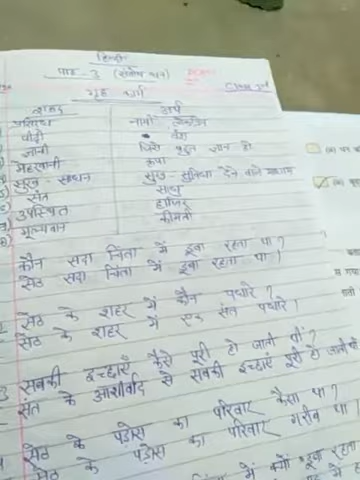 हिन्दी
पाठ - 3 (संतोष धन)
गृह कार्य
शब्द अर्थ
पीढ़ी वंश
ज्ञानी जिसे बहुत ज्ञान हो
मेहरबानी कृपा
सुख - साधन सुख - सुविधा देने वाले
संत साधु
उपस्थित हाज़िर
मूल्यवान कीमती
कौन सदा चिंता में डूबा रहता था?
सेठ सदा चिंता में डूबा रहता था।
सेठ के शहर में कौन पधारे?
सेठ के शहर में एक संत पधारे।
सबकी इच्छाएँ कैसे पूरी हो जाती थीं?
संत के आशीर्वाद से सबकी इच्छाएँ पूरी हो जाती थीं
सेठ के पड़ोस का परिवार कैसा था?
सेठ के पड़ोस का परिवार गरीब था।
में क्यों डूबा रहता